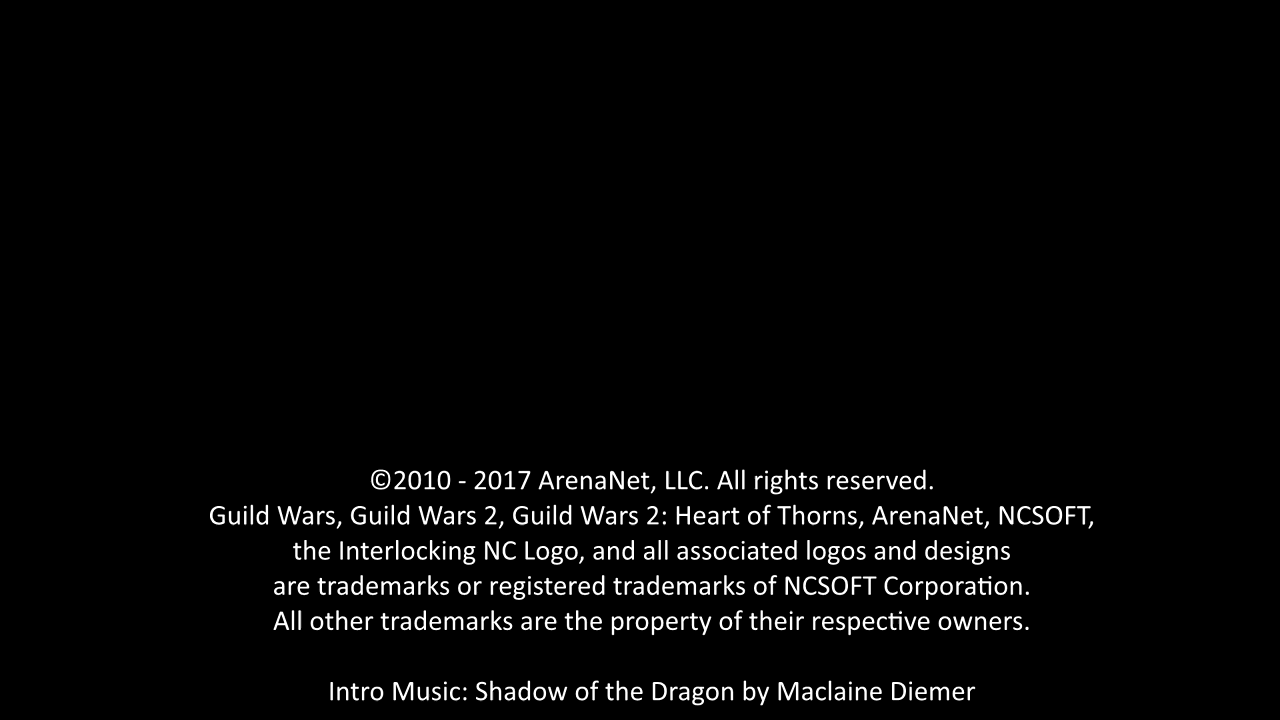 ©2010 - 2017 ArenaNet, LLC. All rights reserved.
Guild Wars, Guild Wars 2, Guild Wars 2: Heart of Thorns, ArenaNet, NCSOFT,
the Interlocking NC Logo, and all associated logos and designs
are trademarks or registered trademarks of NCSOFT Corporation.
All other trademarks are the property of their respective owners.
Intro Music: Shadow of the Dragon by Maclaine Diemer